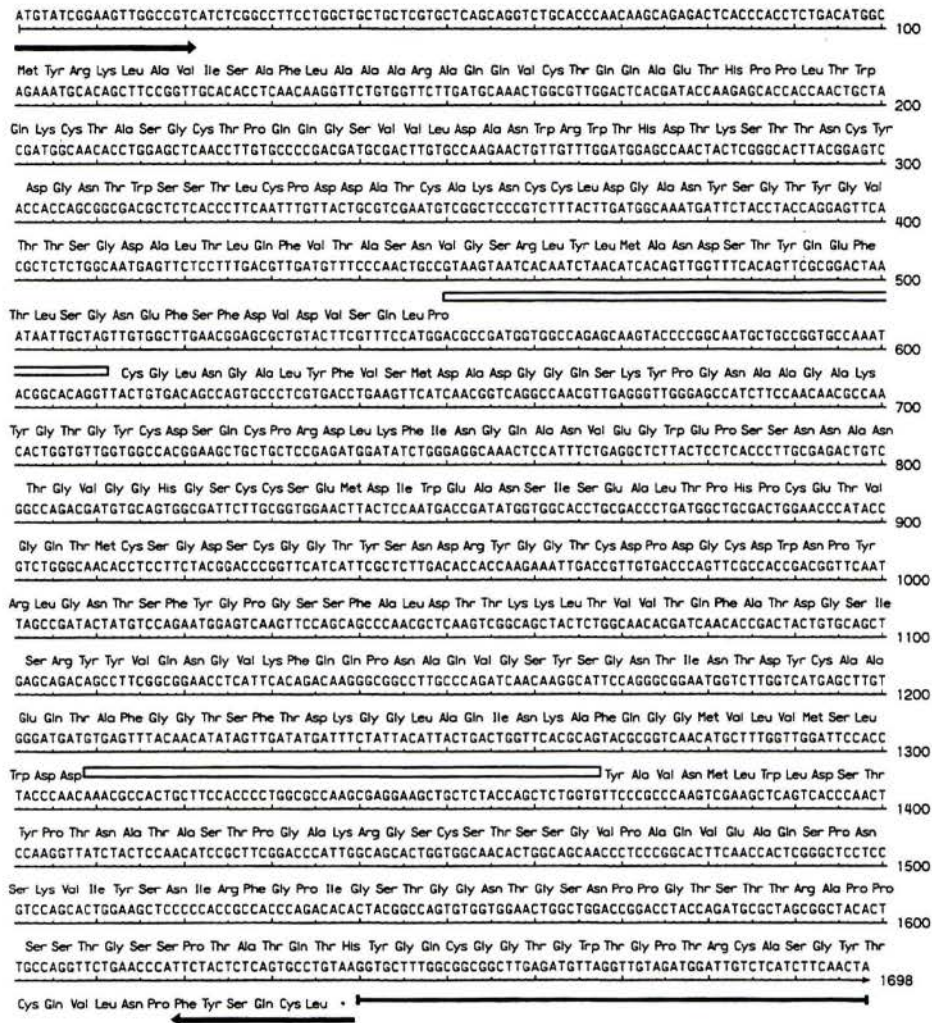 ATGTATCGGAAGTTGGCCGTCATCTCGGCCTTCCTGGCTGCTGCTCGTGCTCAGCAGGTCTGCACCCAACAAGCAGAGACTCACCCACCTCTGACATGGC
100
Met Tyr Arg Lys Leu Ala Val Ile Ser Ala Phe Leu Ala Ala Ala Arg Ala Gln Gln Val Cys Thr Gln Gln Ala Glu Thr His Pro Pro Leu Thr Trp
AGAAATGCACAGCTTCCGGTTGCACACCTCAACAAGGTTCTGTGGTTCTTGATGCAAACTGGCGTTGGACTCACGATACCAAGAGCACCACCAACTGCTA
200
Gln Lys Cys Thr Ala Ser Gly Cys Thr Pro Gln Gln Gly Ser Val Val Leu Asp Ala Asn Trp Arg Trp Thr His Asp Thr Lys Ser Thr Thr Asn Cys Tyr
CGATGGCAACACCTGGAGCTCAACCTTGTGCCCCGACGATGCGACTTGTGCCAAGAACTGTTGTTTGGATGGAGCCAACTACTCGGGCACTTACGGAGTC
300
Asp Gly Asn Thr Trp Ser Ser Thr Leu Cys Pro Asp Asp Ala Thr Cys Ala Lys Asn Cys Cys Leu Asp Gly Ala Asn Tyr Ser Gly Thr Tyr Gly Val
ACCACCAGCGGCGACGCTCTCACCCTTCAATTTGTTACTGCGTCGAATGTCGGCTCCCGTCTTTACTTGATGGCAAATGATTCTACCTACCAGGAGTTCA
400
Thr Thr Ser Gly Asp Ala Leu Thr Leu Gln Phe Val Thr Ala Ser Asn Val Gly Ser Arg Leu Tyr Leu Met Ala Asn Asp Ser Thr Tyr Gln Glu Phe
CGCTCTCTGGCAATGAGTTCTCCTTTGACGTTGATGTTTCCCAACTGCCGTAAGTAATCACAATCTAACATCACAGTTGGTTTCACAGTTCGCGGACTAA
500
Thr Leu Ser Gly Asn Glu Phe Ser Phe Asp Val Asp Val Ser Gln Leu Pro
ATAATTGCTAGTTGTGGCTTGAACGGAGCGCTGTACTTCGTTTCCATGGACGCCGATGGTGGCCAGAGCAAGTACCCCGGCAATGCTGCCGGTGCCAAAT
600
Cys Gly Leu Asn Gly Ala Leu Tyr Phe Val Ser Met Asp Ala Asp Gly Gly Gln Ser Lys Tyr Pro Gly Asn Ala Ala Gly Ala Lys
ACGGCACAGGTTACTGTGACAGCCAGTGCCCTCGTGACCTGAAGTTCATCAACGGTCAGGCCAACGTTGAGGGTTGGGAGCCATCTTCCAACAACGCCAA
700
Tyr Gly Thr Gly Tyr Cys Asp Ser Gln Cys Pro Arg Asp Leu Lys Phe Ile Asn Gly Gln Ala Asn Val Glu Gly Trp Glu Pro Ser Ser Asn Asn Ala Asn
CACTGGTGTTGGTGGCCACGGAAGCTGCTGCTCCGAGATGGATATCTGGGAGGCAAACTCCATTTCTGAGGCTCTTACTCCTCACCCTTGCGAGACTGTC
800
Thr Gly Val Gly Gly His Gly Ser Cys Cys Ser Glu Met Asp Ile Trp Glu Ala Asn Ser Ile Ser Glu Ala Leu Thr Pro His Pro Cys Glu Thr Val
GGCCAGACGATGTGCAGTGGCGATTCTTGCGGTGGAACTTACTCCAATGACCGATATGGTGGCACCTGCGACCCTGATGGCTGCGACTGGAACCCATACC
900
Gly Gln Thr Met Cys Ser Gly Asp Ser Cys Gly Gly Thr Tyr Ser Asn Asp Arg Tyr Gly Gly Thr Cys Asp Pro Asp Gly Cys Asp Trp Asn Pro Tyr
GTCTGGGCAACACCTCCTTCTACGGACCCGGTTCATCATTCGCTCTTGACACCACCAAGAAATTGACCGTTGTGACCCAGTTCGCCACCGACGGTTCAAT
1000
Arg Leu Gly Asn Thr Ser Phe Tyr Gly Pro Gly Ser Ser Phe Ala Leu Asp Thr Thr Lys Lys Leu Thr Val Val Thr Gln Phe Ala Thr Asp Gly Ser Ile
TAGCCGATACTATGTCCAGAATGGAGTCAAGTTCCAGCAGCCCAACGCTCAAGTCGGCAGCTACTCTGGCAACACGATCAACACCGACTACTGTGCAGCT
1100
Ser Arg Tyr Tyr Val Gln Asn Gly Val Lys Phe Gln Gln Pro Asn Ala Gln Val Gly Ser Tyr Ser Gly Asn Thr Ile Asn Thr Asp Tyr Cys Ala Ala
GAGCAGACAGCCTTCGGCGGAACCTCATTCACAGACAAGGGCGGCCTTGCCCAGATCAACAAGGCATTCCAGGGCGGAATGGTCTTGGTCATGAGCTTGT
1200
Glu Gln Thr Ala Phe Gly Gly Thr Ser Phe Thr Asp Lys Gly Gly Leu Ala Gln Ile Asn Lys Ala Phe Gln Gly Gly Met Val Leu Val Met Ser Leu
GGGATGATGTGAGTTTACAACATATAGTTGATATGATTTCTATTACATTACTGACTGGTTCACGCAGTACGCGGTCAACATGCTTTGGTTGGATTCCACC
1300
Trp Asp Asp Tyr Ala Val Asn Met Leu Trp Leu Asp Ser Thr
TACCCAACAAACGCCACTGCTTCCACCCCTGGCGCCAAGCGAGGAAGCTGCTCTACCAGCTCTGGTGTTCCCGCCCAAGTCGAAGCTCAGTCACCCAACT
1400
Tyr Pro Thr Asn Ala Thr Ala Ser Thr Pro Gly Ala Lys Arg Gly Ser Cys Ser Thr Ser Ser Gly Val Pro Ala Gln Val Glu Ala Gln Ser Pro Asn
CCAAGGTTATCTACTCCAACATCCGCTTCGGACCCATTGGCAGCACTGGTGGCAACACTGGCAGCAACCCTCCCGGCACTTCAACCACTCGGGCTCCTCC
1500
Ser Lys Val Ile Tyr Ser Asn Ile Arg Phe Gly Pro Ile Gly Ser Thr Gly Gly Asn Thr Gly Ser Asn Pro Pro Gly Thr Ser Thr Thr Arg Ala Pro Pro
GTCCAGCACTGGAAGCTCCCCCACCGCCACCCAGACACACTACGGCCAGTGTGGTGGAACTGGCTGGACCGGACCTACCAGATGCGCTAGCGGCTACACT
1600
Ser Ser Thr Gly Ser Ser Pro Thr Ala Thr Gln Thr His Tyr Gly Gln Cys Gly Gly Thr Gly Trp Thr Gly Pro Thr Arg Cys Ala Ser Gly Tyr Thr
TGCCAGGTTCTGAACCCATTCTACTCTCAGTGCCTGTAAGGTGCTTTGGCGGCGGCTTGAGATGTTAGGTTGTAGATGGATTGTCTCATCTTCAACTA
1698
Cys Gln Val Leu Asn Pro Phe Tyr Ser Gln Cys Leu *